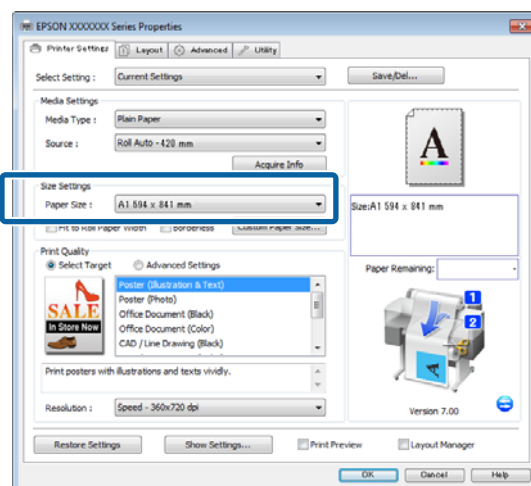 EPSON XXXXXXX Series Properties
Printer Settings Layout Advanced Utility
Select Setting : Current Settings Save/Del...
Media Settings
Media Type : Plain Paper
Source : Roll Auto - 420 mm
Acquire Info
A
Size Settings
Paper Size : A1 594 x 841 mm
Size:A1 594 x 841 mm
Fit to Roll Paper Width Borderless Custom Paper Size...
Print Quality
Select Target Advanced Settings
Paper Remaining:
SALE
In Store Now
Poster (Illustration & Text)
Poster (Photo)
Office Document (Black)
Office Document (Color)
CAD / Line Drawing (Black)
1
2
Print posters with illustrations and texts vividly.
Resolution : Speed - 360x720 dpi
Version 7.00
Restore Settings Show Settings... Print Preview Layout Manager
OK Cancel Help